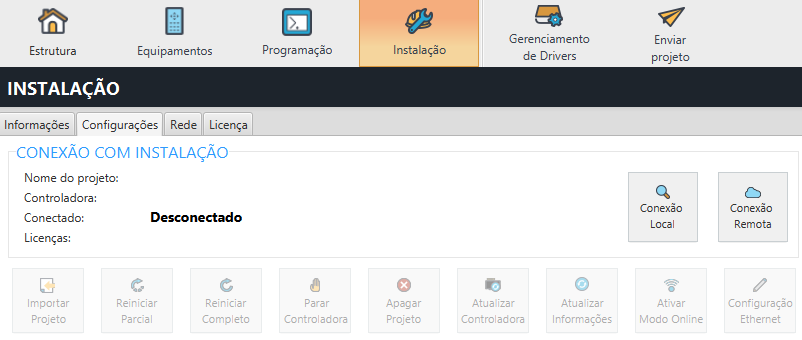 Estrutura
Equipamentos
Programação
Instalação
Gerenciamento
de Drivers
Enviar
projeto
INSTALAÇÃO
Informações
Configurações
Rede
Licença
CONEXÃO COM INSTALAÇÃO
Nome do projeto:
Controladora:
Conectado: Desconectado
Licenças:
Conexão
Local
Conexão
Remota
Importar
Projeto
Reiniciar
Parcial
Reiniciar
Completo
Parar
Controladora
Apagar
Projeto
Atualizar
Controladora
Atualizar
Informações
Ativar
Modo Online
Configuração
Ethernet